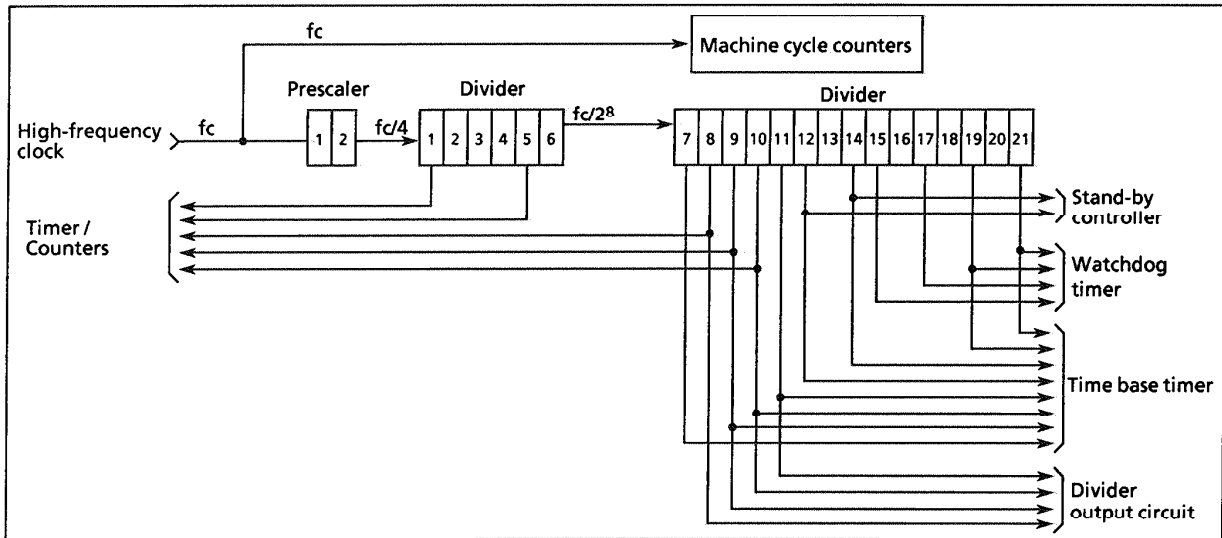 fc
Machine cycle counters
Prescaler
Divider
Divider
High-frequency
clock
fc
1 2
fc/4
1 2 3 4 5 6
fc/2⁸
7 8 9 10 11 12 13 14 15 16 17 18 19 20 21
Timer /
Counters
Stand-by
controller
Watchdog
timer
Time base timer
Divider
output circuit